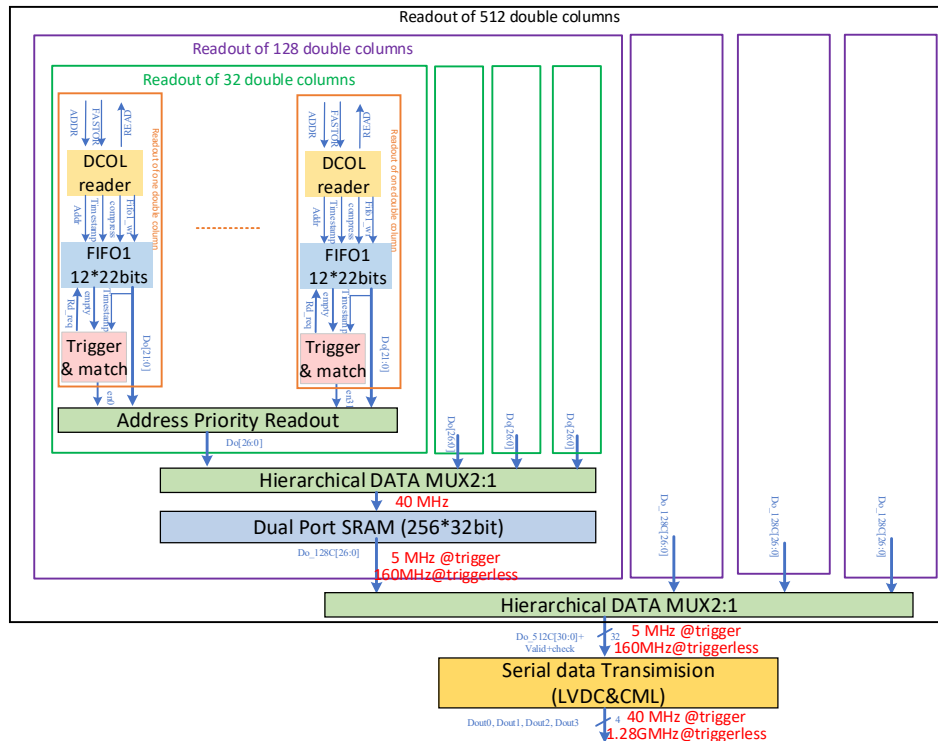 Readout of 512 double columns
Readout of 128 double columns
Readout of 32 double columns
Readout of one double column
ADDR
FASTOR
READ
DCOL
reader
Addr
Timestamp
compress
Fifo1_wr
FIFO1
12*22bits
Rd_req
empty
Timestamp
Do[21:0]
Trigger
& match
en0
Readout of one double column
ADDR
FASTOR
READ
DCOL
reader
Addr
Timestamp
compress
Fifo1_wr
FIFO1
12*22bits
Rd_req
empty
Timestamp
Do[21:0]
Trigger
& match
en31
Address Priority Readout
Do[26:0]
Do[26:0]
Do[26:0]
Do[26:0]
Hierarchical DATA MUX2:1
40 MHz
Dual Port SRAM (256*32bit)
Do_128C[26:0]
5 MHz @trigger
160MHz@triggerless
Do_128C[26:0]
Do_128C[26:0]
Do_128C[26:0]
Hierarchical DATA MUX2:1
Do_512C[30:0]+
Valid+check
32
5 MHz @trigger
160MHz@triggerless
Serial data Transimision
(LVDC&CML)
Dout0, Dout1, Dout2, Dout3
4
40 MHz @trigger
1.28GMHz@triggerless